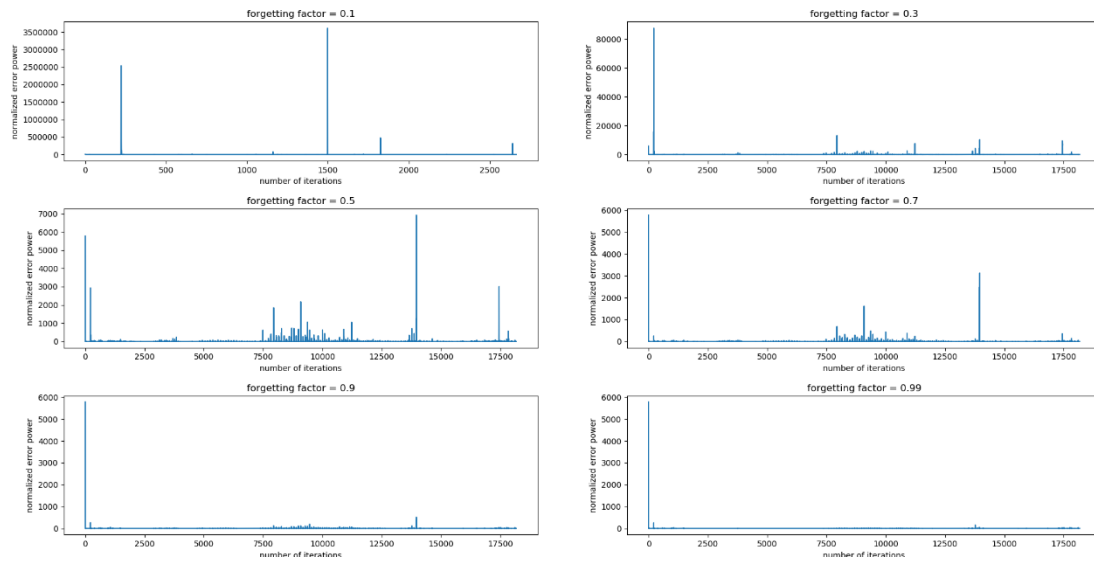 forgetting factor = 0.1
normalized error power
3500000
3000000
2500000
2000000
1500000
1000000
500000
0
0 500 1000 1500 2000 2500
number of iterations
forgetting factor = 0.3
normalized error power
80000
60000
40000
20000
0
0 2500 5000 7500 10000 12500 15000 17500
number of iterations
forgetting factor = 0.5
normalized error power
7000
6000
5000
4000
3000
2000
1000
0
0 2500 5000 7500 10000 12500 15000 17500
number of iterations
forgetting factor = 0.7
normalized error power
6000
5000
4000
3000
2000
1000
0
0 2500 5000 7500 10000 12500 15000 17500
number of iterations
forgetting factor = 0.9
normalized error power
6000
5000
4000
3000
2000
1000
0
0 2500 5000 7500 10000 12500 15000 17500
number of iterations
forgetting factor = 0.99
normalized error power
6000
5000
4000
3000
2000
1000
0
0 2500 5000 7500 10000 12500 15000 17500
number of iterations